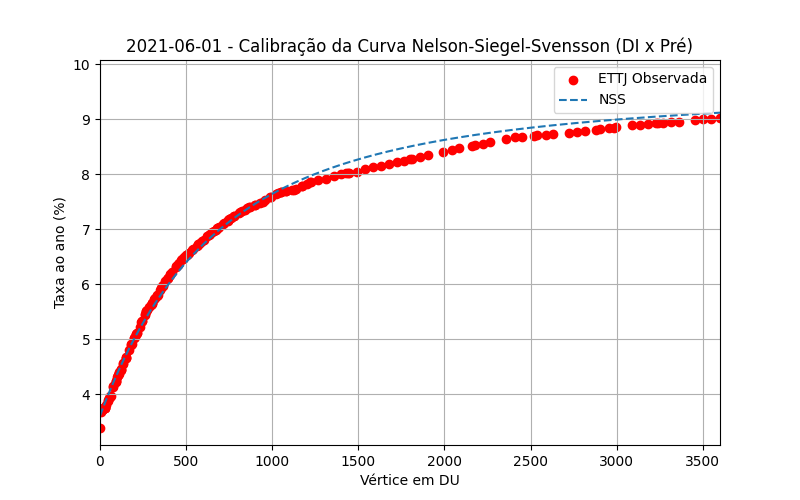 2021-06-01 - Calibração da Curva Nelson-Siegel-Svensson (DI x Pré)
ETTJ Observada
NSS
Taxa ao ano (%)
10
9
8
7
6
5
4
0 500 1000 1500 2000 2500 3000 3500
Vértice em DU